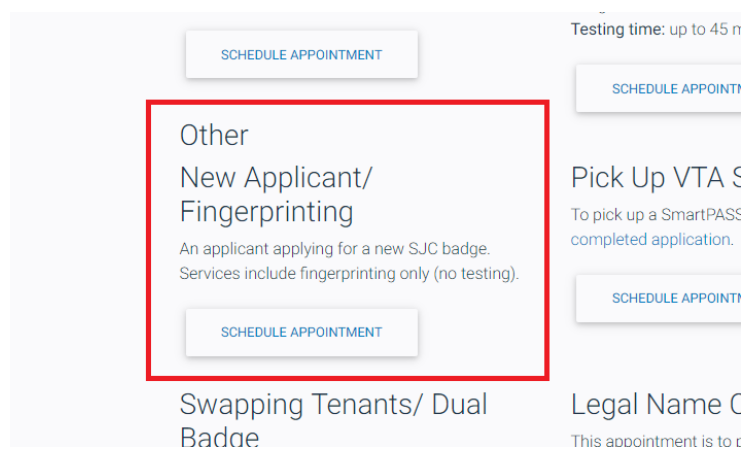 SCHEDULE APPOINTMENT
Other
New Applicant/
Fingerprinting
An applicant applying for a new SJC badge.
Services include fingerprinting only (no testing).
SCHEDULE APPOINTMENT
Swapping Tenants/ Dual
Badge
Testing time: up to 45
SCHEDULE
Pick Up VTA
To pick up a SmartPASS
completed application.
SCHEDULE
Legal Name
This appointment is to